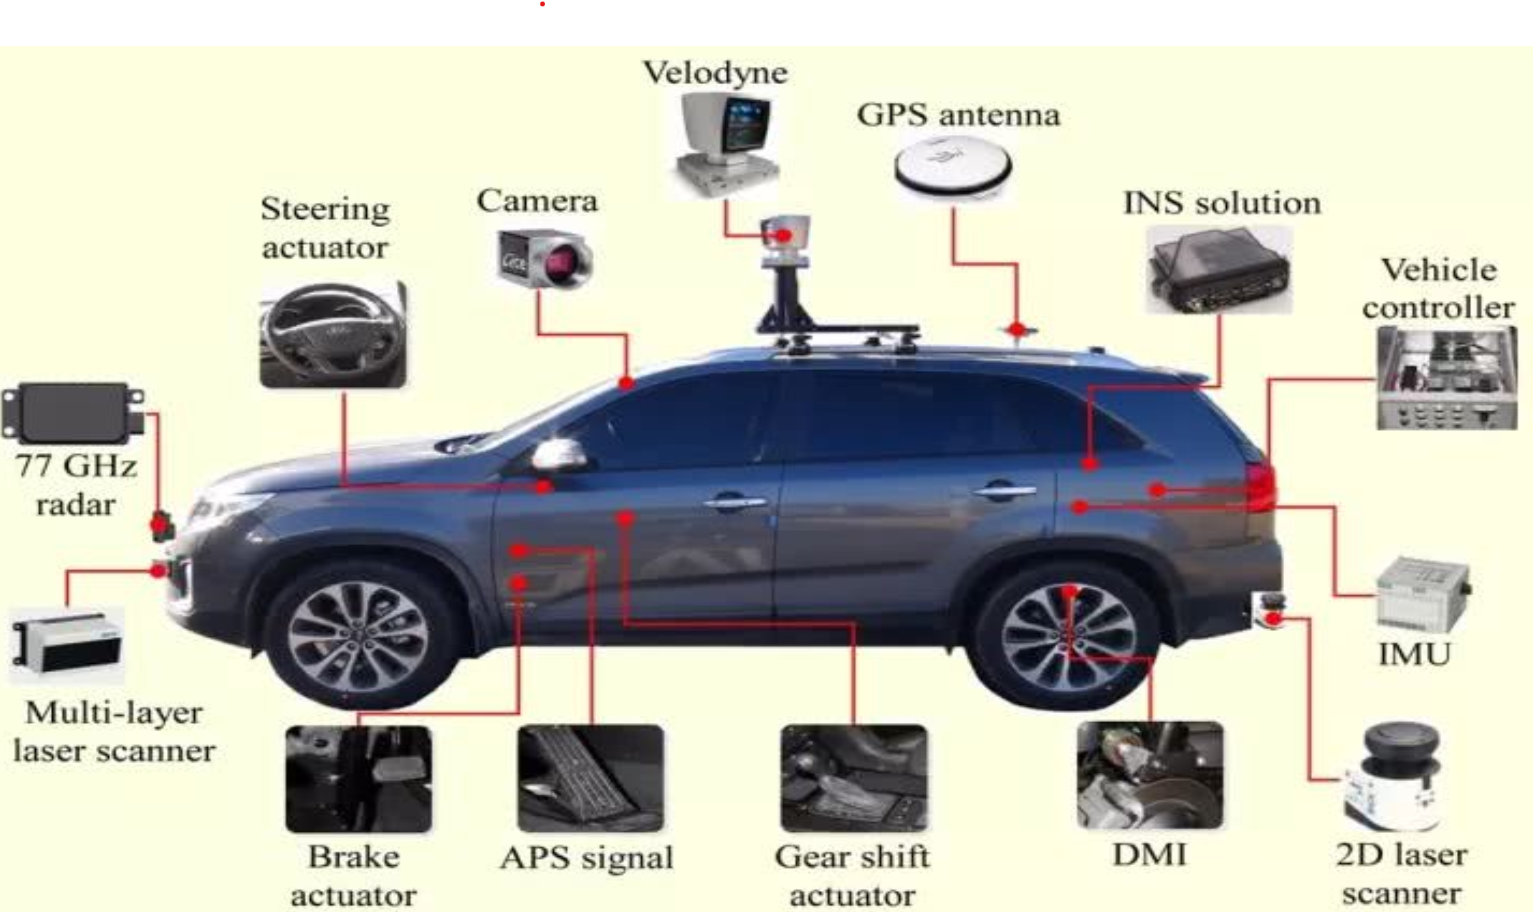 Velodyne
GPS antenna
Camera
INS solution
Steering
actuator
Vehicle
controller
77 GHz
radar
IMU
Multi-layer
laser scanner
Brake
actuator
APS signal
Gear shift
actuator
DMI
2D laser
scanner